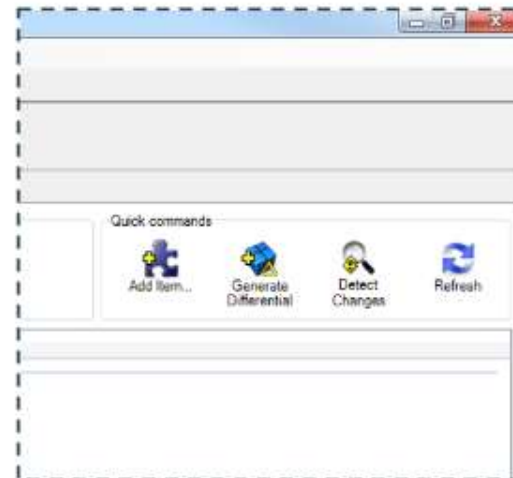 Quick commands
Add Item...
Generate
Differential
Detect
Changes
Refresh